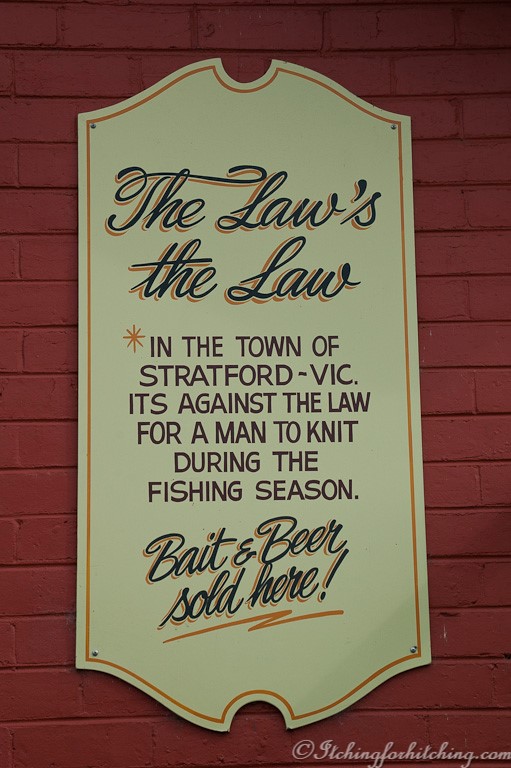 The Law's
the Law
*IN THE TOWN OF
STRATFORD ~ VIC.
ITS AGAINST THE LAW
FOR A MAN TO KNIT
DURING THE
FISHING SEASON.
Bait & Beer
sold here!
©Itchingforhitching.com